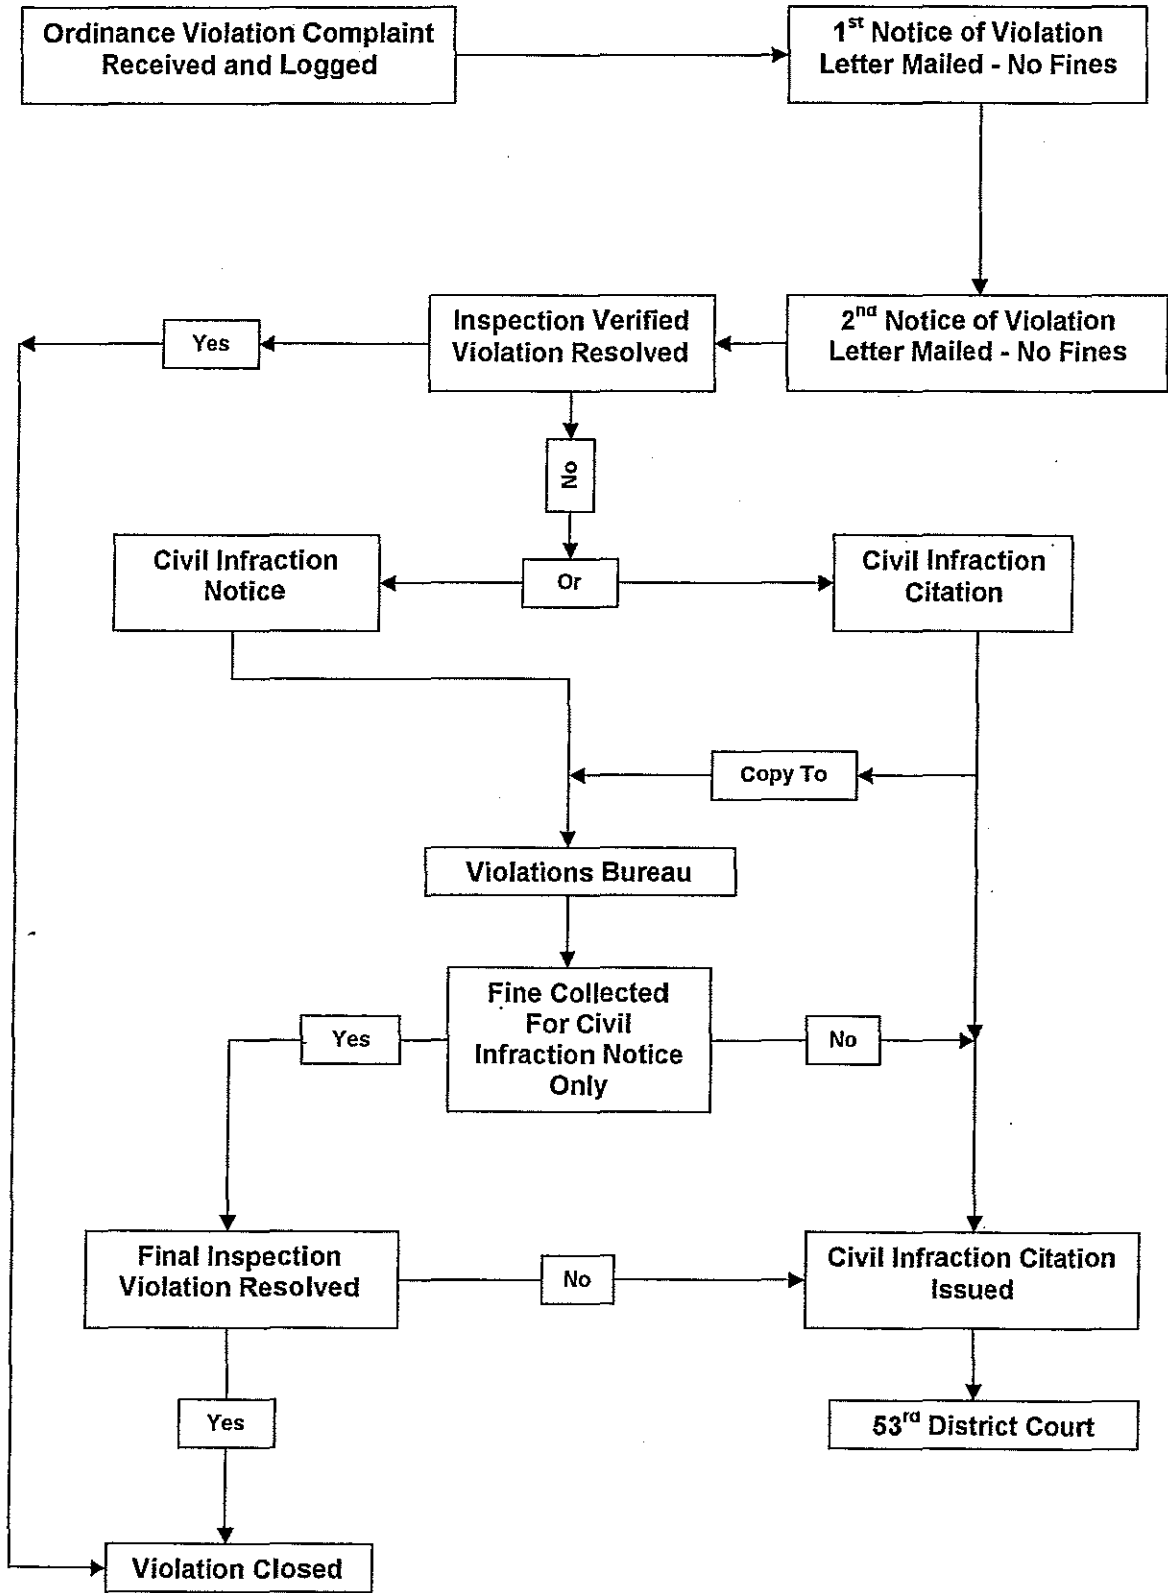 Ordinance Violation Complaint
Received and Logged
1st Notice of Violation
Letter Mailed - No Fines
Yes
Inspection Verified
Violation Resolved
2nd Notice of Violation
Letter Mailed - No Fines
No
Civil Infraction
Notice
Or
Civil Infraction
Citation
Copy To
Violations Bureau
Yes
Fine Collected
For Civil
Infraction Notice
Only
No
Final Inspection
Violation Resolved
No
Civil Infraction Citation
Issued
Yes
53rd District Court
Violation Closed